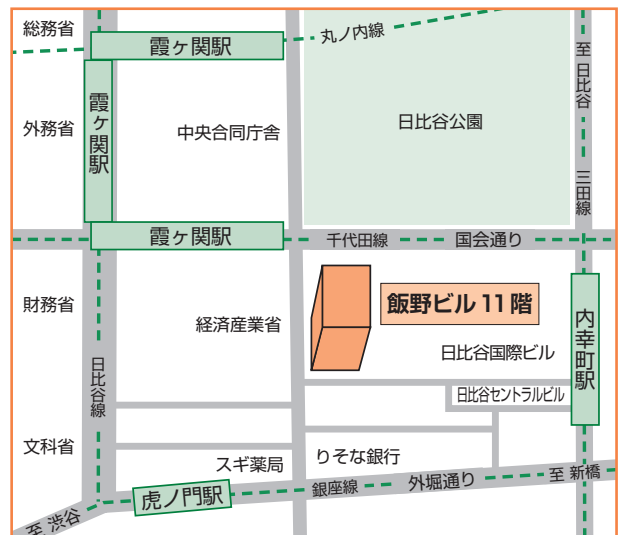 総務省
霞ヶ関駅
丸ノ内線
至 日比谷
外務省
霞ヶ関駅
中央合同庁舎
日比谷公園
三田線
霞ヶ関駅
千代田線
国会通り
財務省
経済産業省
飯野ビル 11 階
日比谷国際ビル
内幸町駅
日比谷線
日比谷セントラルビル
文科省
スギ薬局
りそな銀行
至 渋谷
虎ノ門駅
銀座線
外堀通り
至 新橋